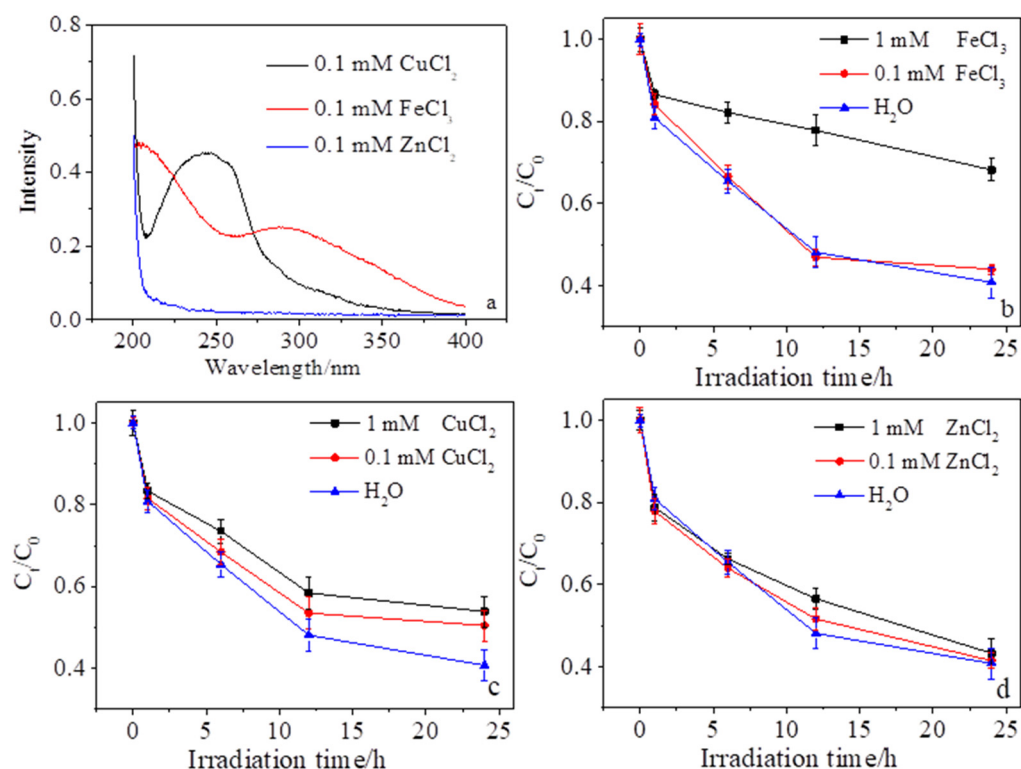 0.8
0.6
0.4
0.2
0.0
Intensity
0.1 mM CuCl₂
0.1 mM FeCl₃
0.1 mM ZnCl₂
a
200 250 300 350 400
Wavelength/nm
1.0
0.8
0.6
0.4
Cₜ/C₀
1 mM FeCl₃
0.1 mM FeCl₃
H₂O
b
0 5 10 15 20 25
Irradiation time/h
1.0
0.8
0.6
0.4
Cₜ/C₀
1 mM CuCl₂
0.1 mM CuCl₂
H₂O
c
0 5 10 15 20 25
Irradiation time/h
1.0
0.8
0.6
0.4
Cₜ/C₀
1 mM ZnCl₂
0.1 mM ZnCl₂
H₂O
d
0 5 10 15 20 25
Irradiation time/h